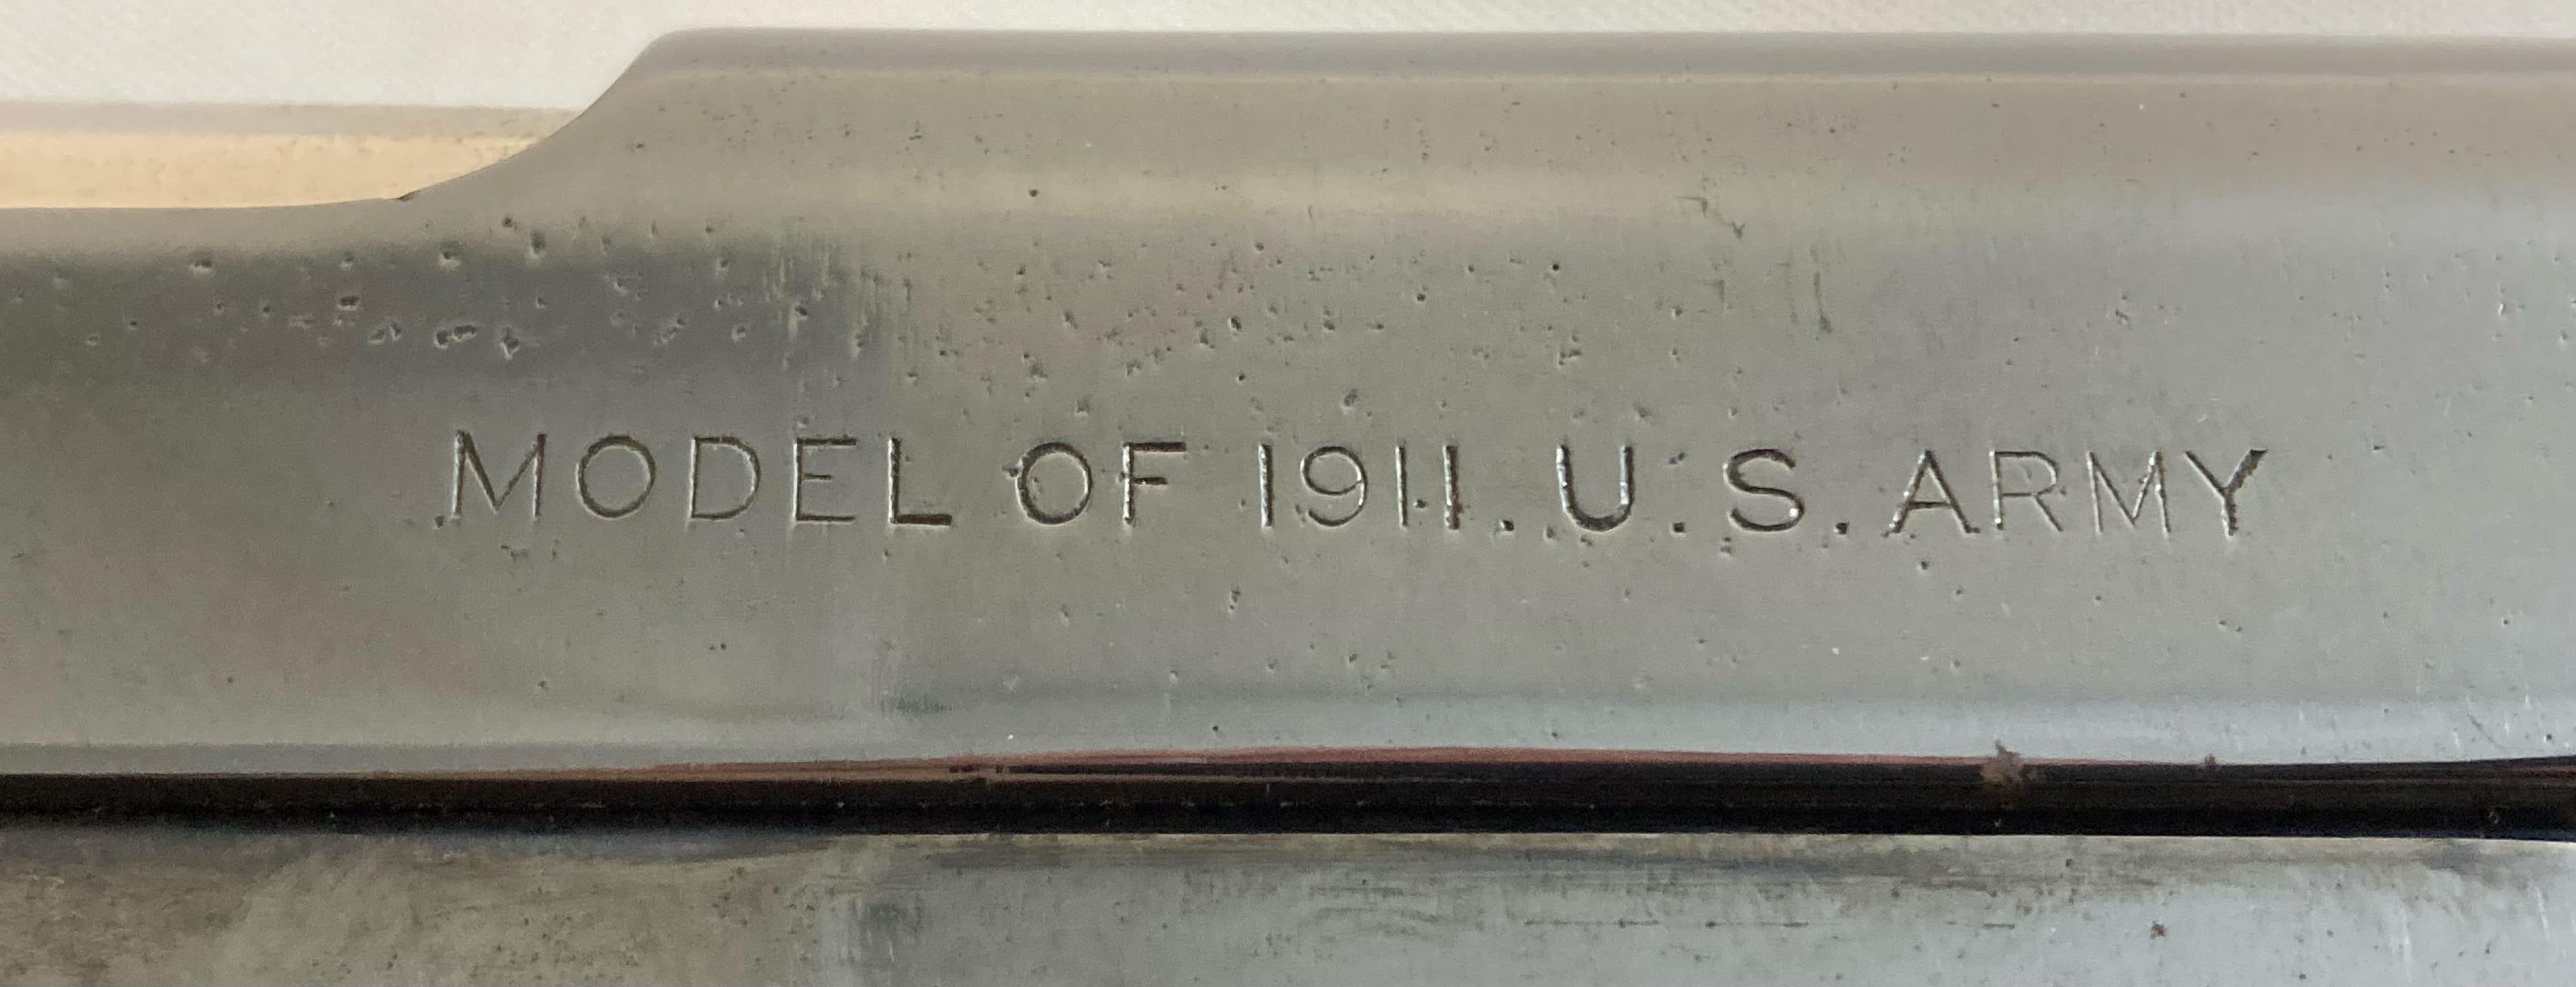 MODEL OF 1911. U. S. ARMY